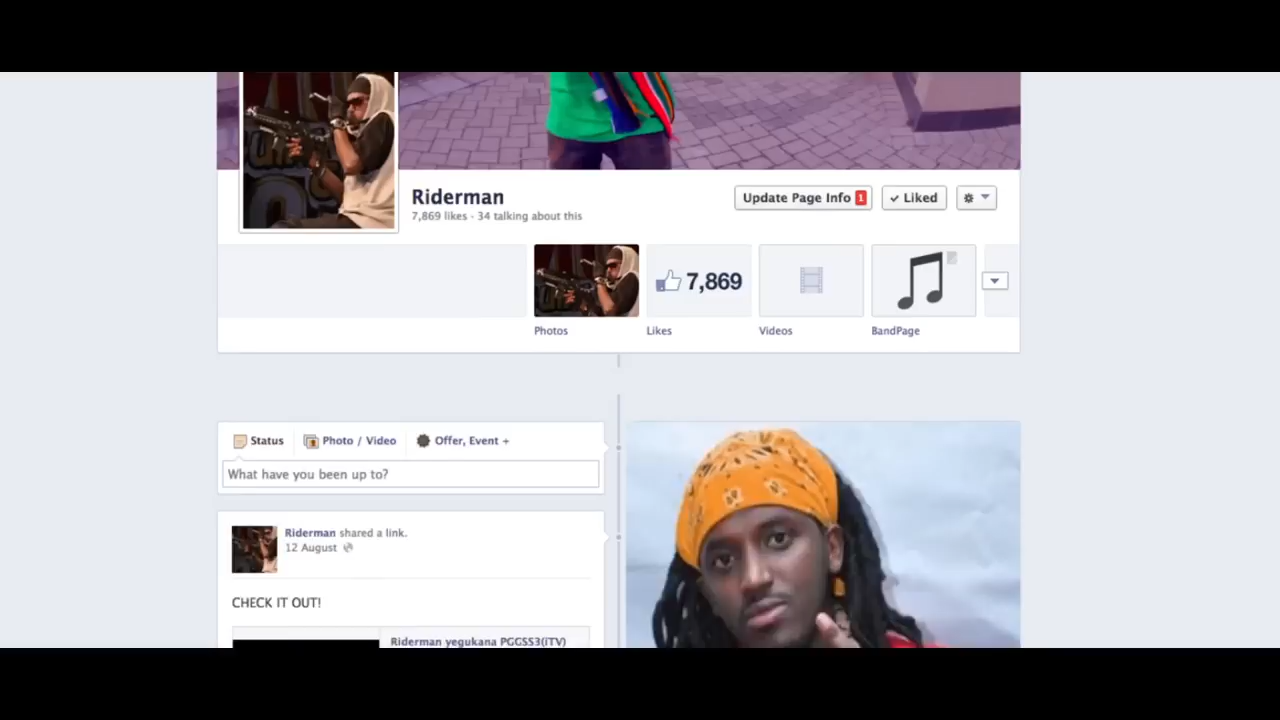 Riderman
7,869 likes · 34 talking about this
Update Page Info 1
Liked
7,869
Photos
Likes
Videos
BandPage
Status
Photo / Video
Offer, Event +
What have you been up to?
Riderman shared a link.
12 August
CHECK IT OUT!
Riderman yegukana PGGSS3(iTV)